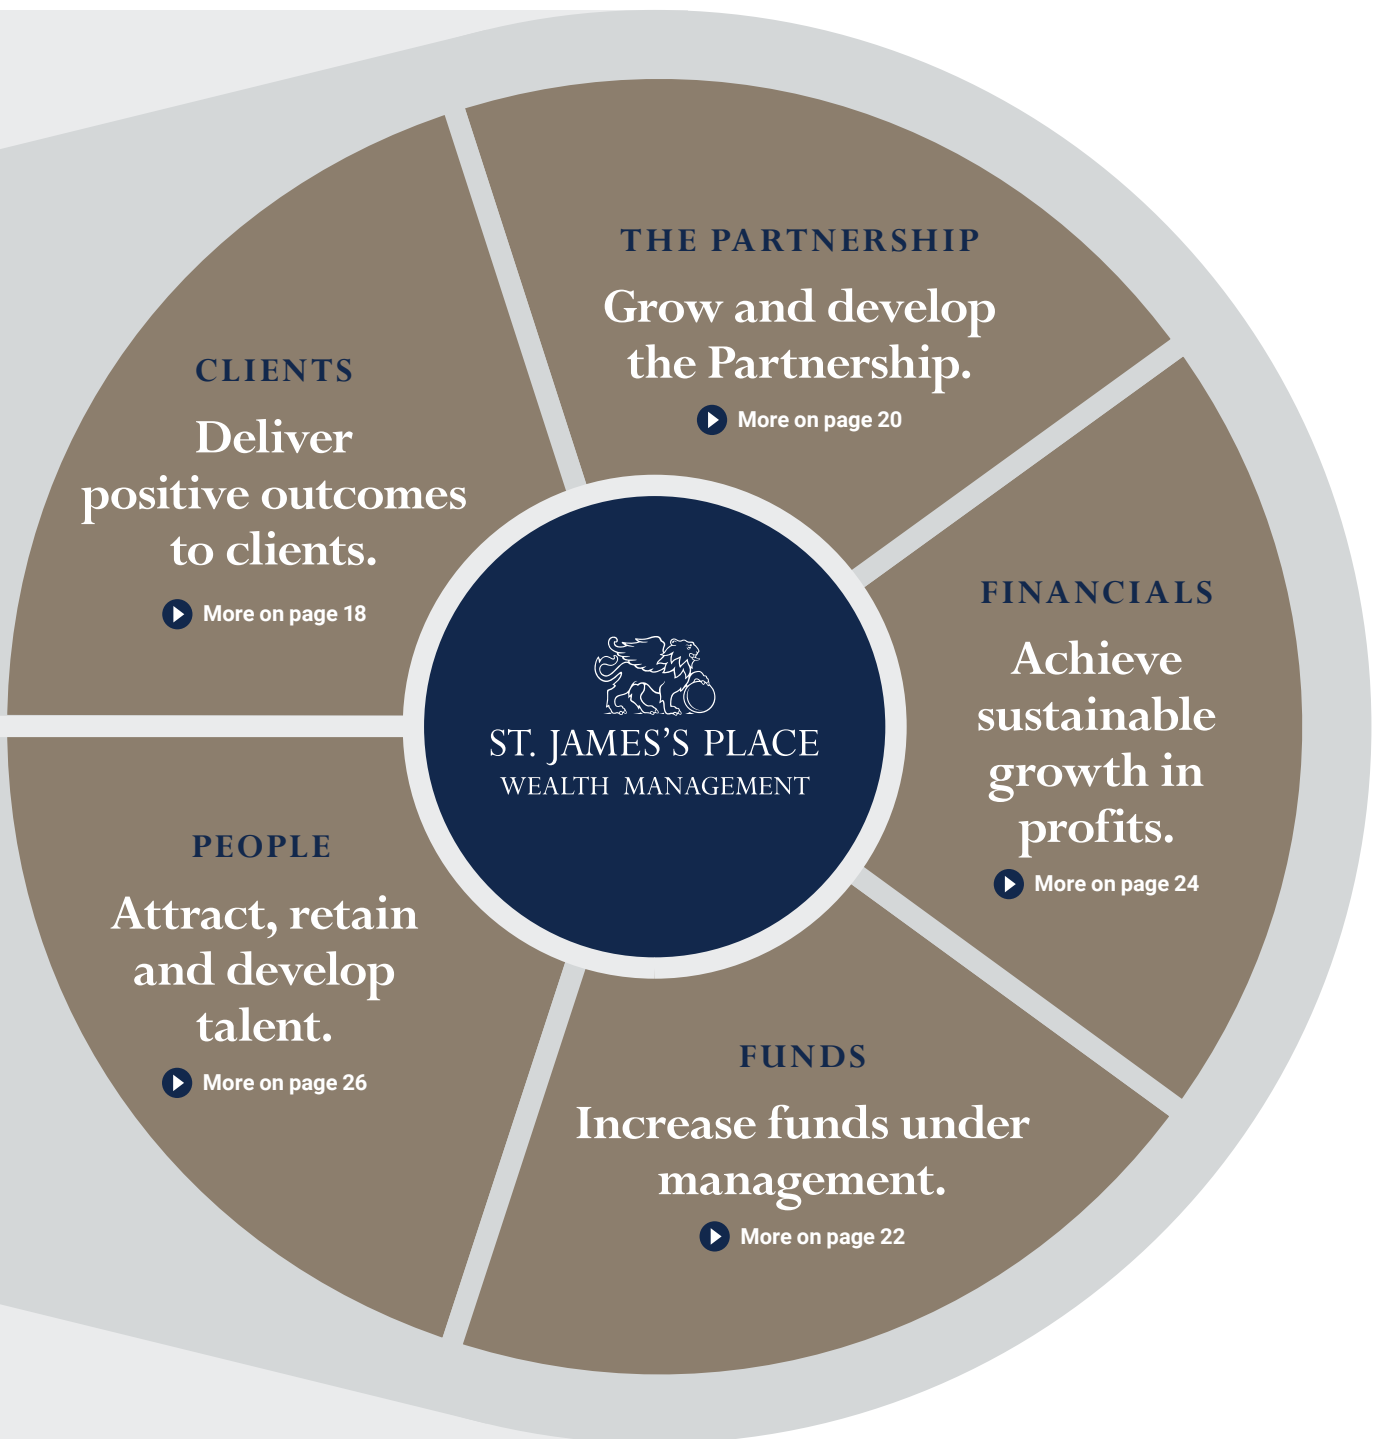 THE PARTNERSHIP
Grow and develop
the Partnership.
More on page 20
CLIENTS
Deliver
positive outcomes
to clients.
More on page 18
FINANCIALS
Achieve
sustainable
growth in
profits.
More on page 24
ST. JAMES’S PLACE
WEALTH MANAGEMENT
PEOPLE
Attract, retain
and develop
talent.
More on page 26
FUNDS
Increase funds under
management.
More on page 22